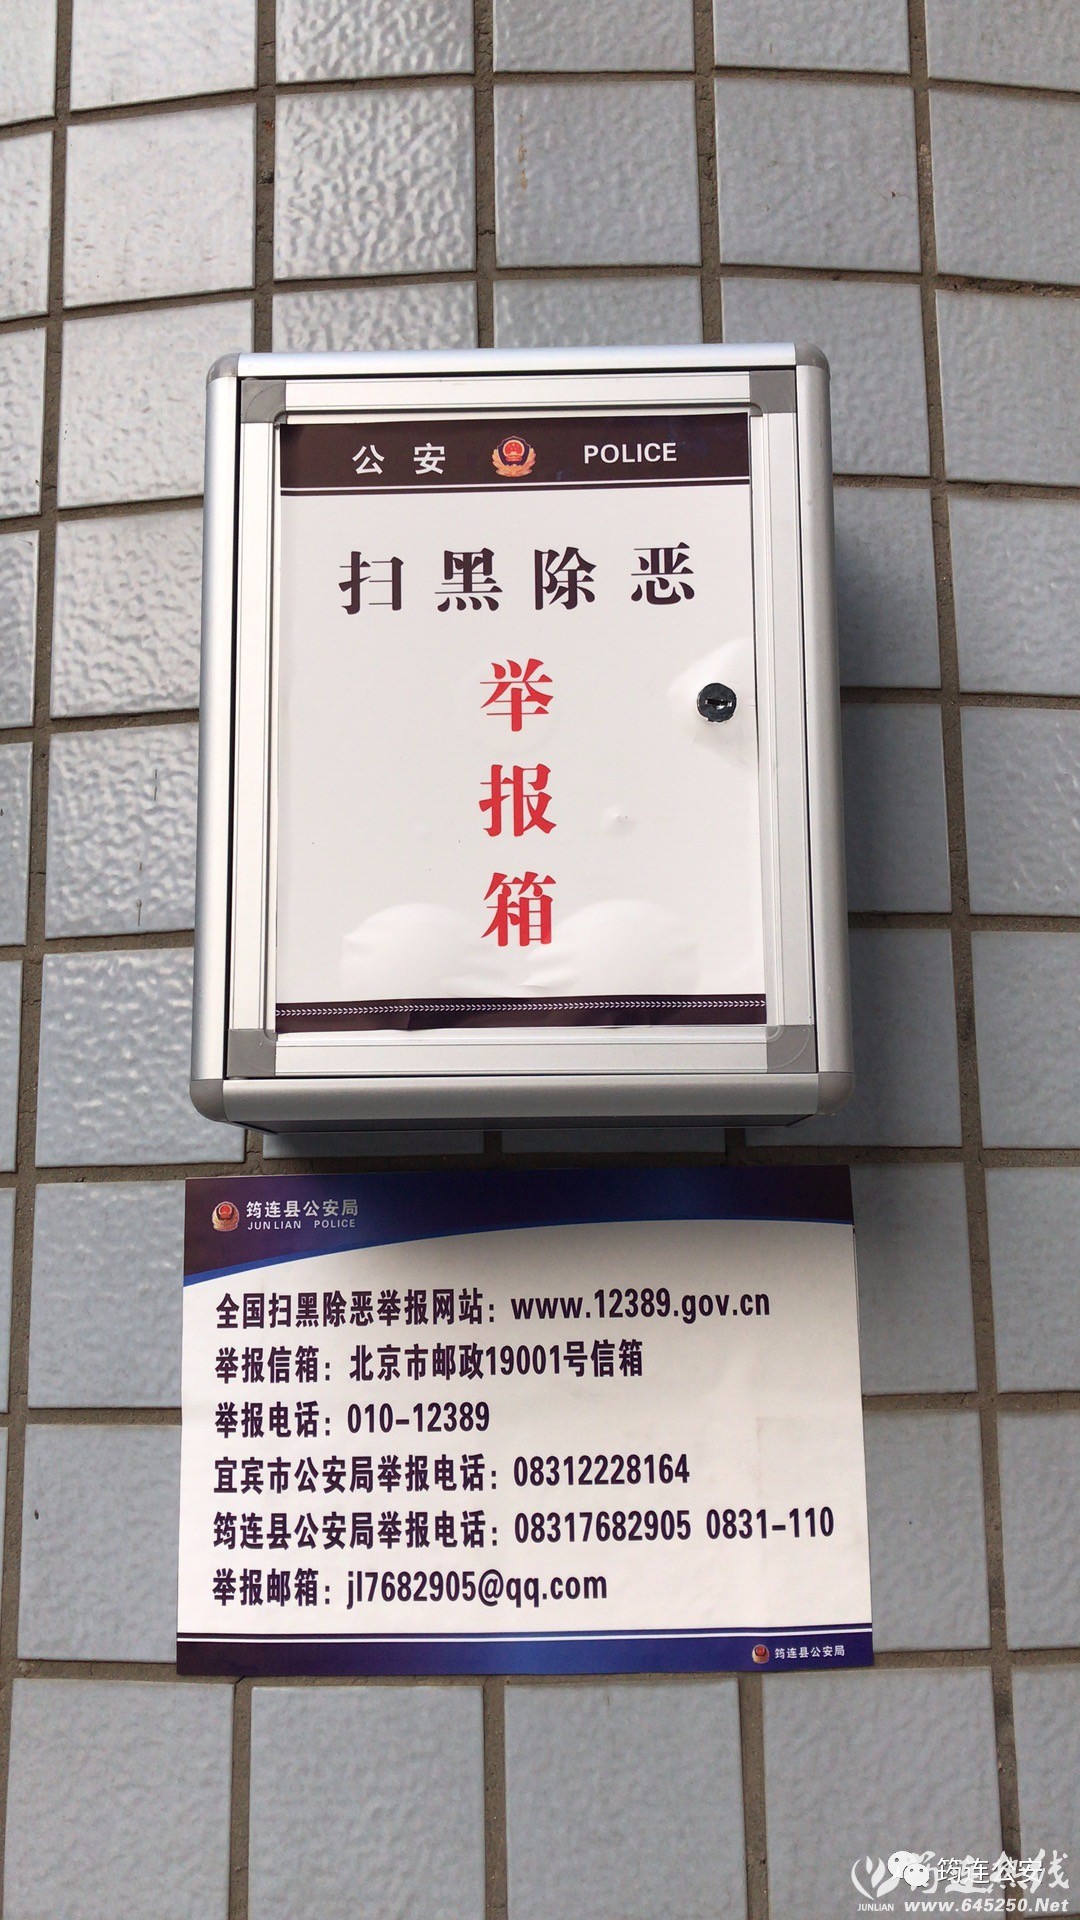 公安 POLICE
扫黑除恶
举
报
箱
筠连县公安局
JUNLIAN POLICE
全国扫黑除恶举报网站：www.12389.gov.cn
举报信箱：北京市邮政19001号信箱
举报电话：010-12389
宜宾市公安局举报电话：08312228164
筠连县公安局举报电话：08317682905 0831-110
举报邮箱：jl7682905@qq.com
筠连县公安局
筠连公安
JUNLIAN www.645250.Net